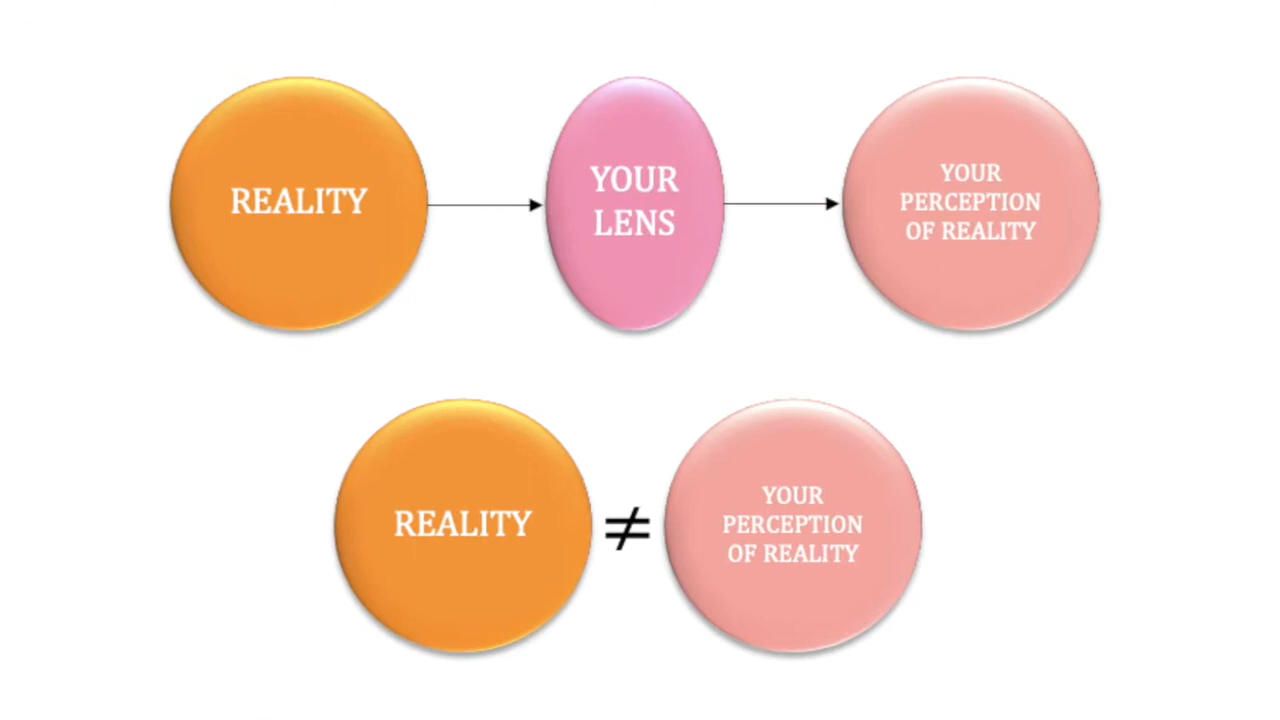 REALITY
YOUR
LENS
YOUR
PERCEPTION
OF REALITY
REALITY
≠
YOUR
PERCEPTION
OF REALITY